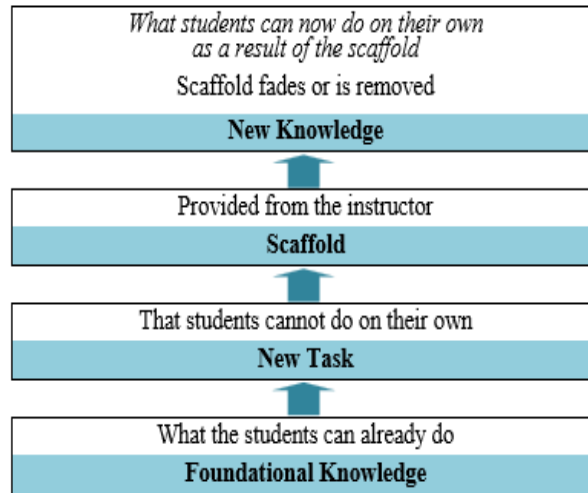 What students can now do on their own
as a result of the scaffold
Scaffold fades or is removed
New Knowledge
Provided from the instructor
Scaffold
That students cannot do on their own
New Task
What the students can already do
Foundational Knowledge